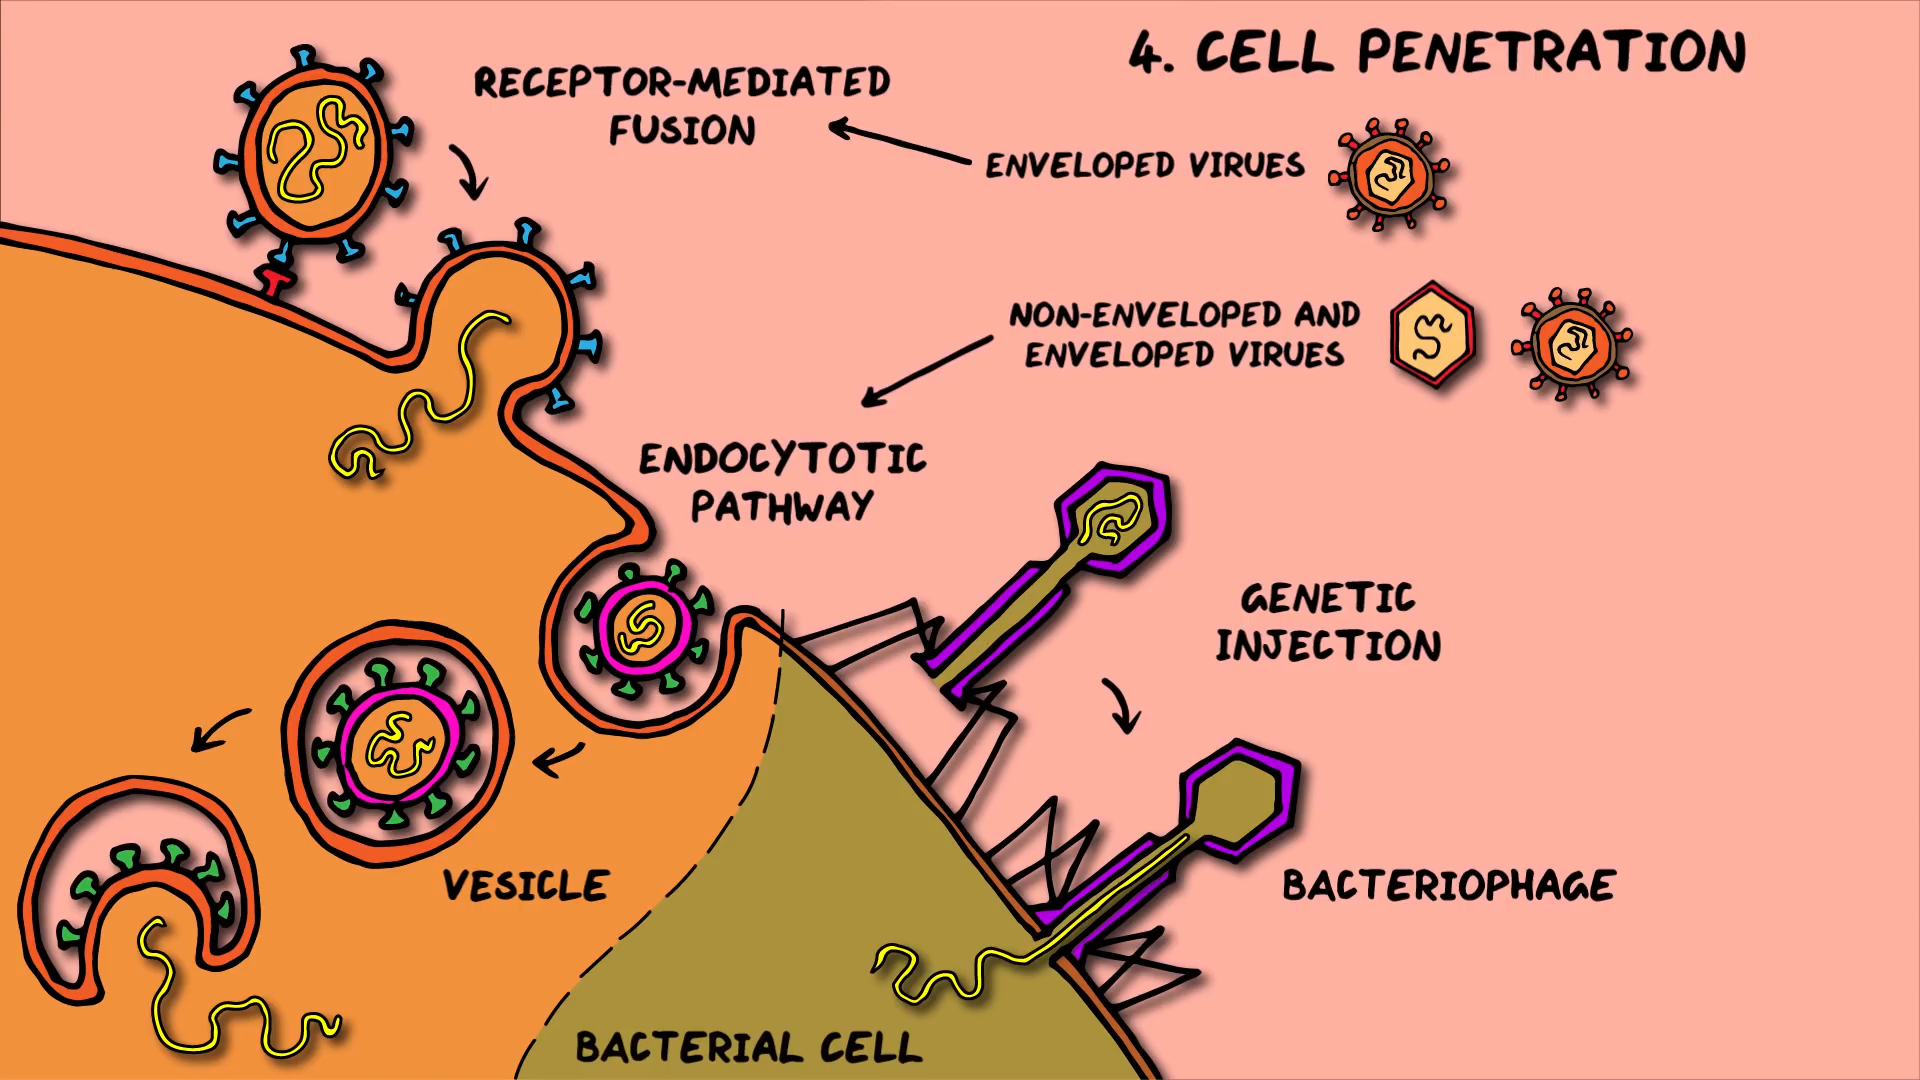 4. CELL PENETRATION
RECEPTOR-MEDIATED
FUSION
ENVELOPED VIRUES
NON-ENVELOPED AND
ENVELOPED VIRUES
ENDOCYTOTIC
PATHWAY
GENETIC
INJECTION
VESICLE
BACTERIOPHAGE
BACTERIAL CELL